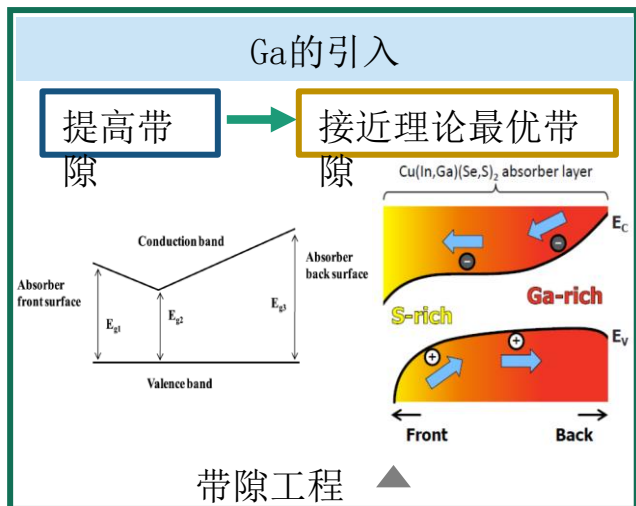 Ga的引入
提高带
隙
接近理论最优带
隙
Conduction band
Absorber
front surface
Absorber
back surface
Eg1
Eg2
Eg3
Valence band
Cu(In,Ga)(Se,S)₂ absorber layer
EC
S-rich
Ga-rich
EV
Front
Back
带隙工程